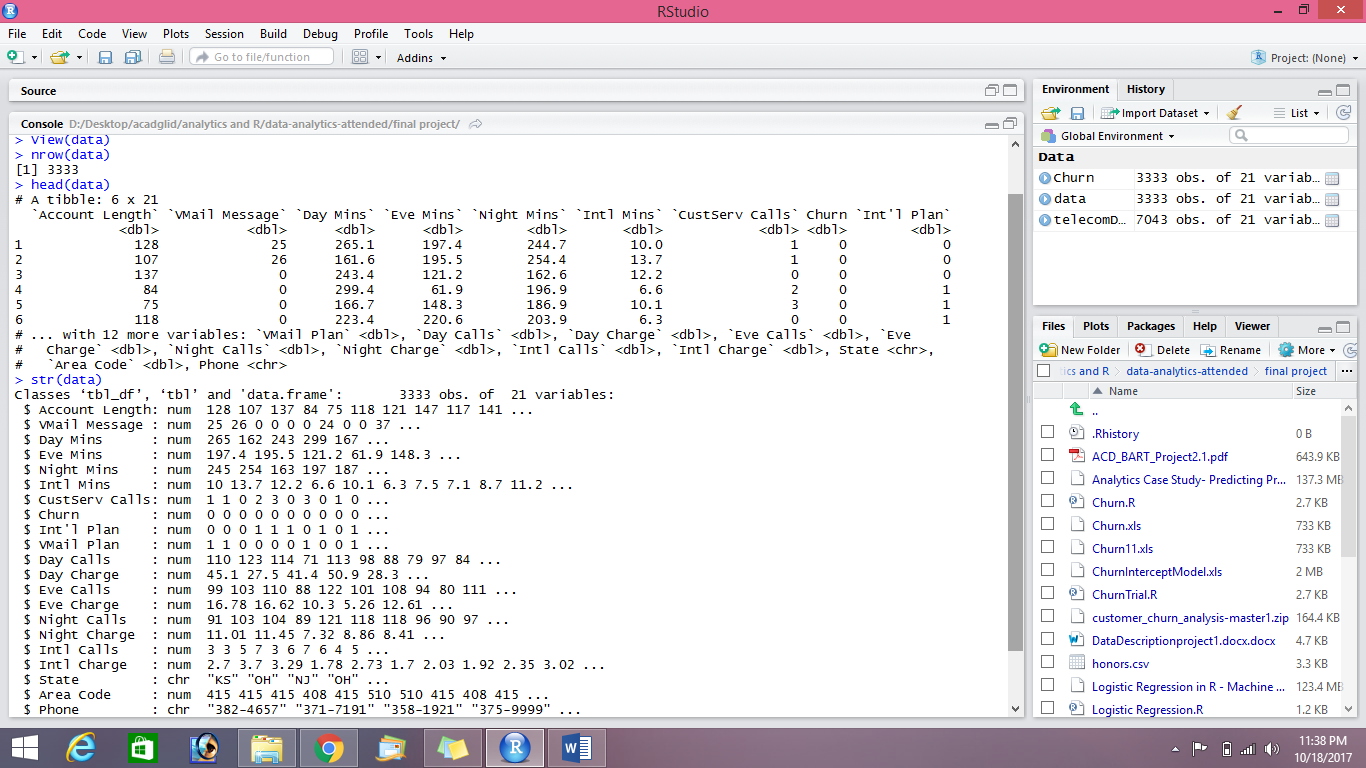 RStudio
File Edit Code View Plots Session Build Debug Profile Tools Help
Go to file/function Addins Project: (None)
Source
Console D:/Desktop/acadglid/analytics and R/data-analytics-attended/final project/
> View(data)
> nrow(data)
[1] 3333
> head(data)
# A tibble: 6 x 21
`Account Length` `VMail Message` `Day Mins` `Eve Mins` `Night Mins` `Intl Mins` `CustServ Calls` Churn `Int'l Plan`
<dbl> <dbl> <dbl> <dbl> <dbl> <dbl> <dbl> <dbl> <dbl>
1 128 25 265.1 197.4 244.7 10.0 1 0 0
2 107 26 161.6 195.5 254.4 13.7 1 0 0
3 137 0 243.4 121.2 162.6 12.2 0 0 0
4 84 0 299.4 61.9 196.9 6.6 2 0 1
5 75 0 166.7 148.3 186.9 10.1 3 0 1
6 118 0 223.4 220.6 203.9 6.3 0 0 1
# ... with 12 more variables: `VMail Plan` <dbl>, `Day Calls` <dbl>, `Day Charge` <dbl>, `Eve Calls` <dbl>, `Eve
# Charge` <dbl>, `Night Calls` <dbl>, `Night Charge` <dbl>, `Intl Calls` <dbl>, `Intl Charge` <dbl>, State <chr>,
# `Area Code` <dbl>, Phone <chr>
> str(data)
Classes ‘tbl_df’, ‘tbl’ and 'data.frame': 3333 obs. of 21 variables:
$ Account Length: num 128 107 137 84 75 118 121 147 117 141 ...
$ VMail Message : num 25 26 0 0 0 0 24 0 0 37 ...
$ Day Mins : num 265 162 243 299 167 ...
$ Eve Mins : num 197.4 195.5 121.2 61.9 148.3 ...
$ Night Mins : num 245 254 163 197 187 ...
$ Intl Mins : num 10 13.7 12.2 6.6 10.1 6.3 7.5 7.1 8.7 11.2 ...
$ CustServ Calls: num 1 1 0 2 3 0 3 0 1 0 ...
$ Churn : num 0 0 0 0 0 0 0 0 0 0 ...
$ Int'l Plan : num 0 0 0 1 1 1 0 1 0 1 ...
$ VMail Plan : num 1 1 0 0 0 0 1 0 0 1 ...
$ Day Calls : num 110 123 114 71 113 98 88 79 97 84 ...
$ Day Charge : num 45.1 27.5 41.4 50.9 28.3 ...
$ Eve Calls : num 99 103 110 88 122 101 108 94 80 111 ...
$ Eve Charge : num 16.78 16.62 10.3 5.26 12.61 ...
$ Night Calls : num 91 103 104 89 121 118 118 96 90 97 ...
$ Night Charge : num 11.01 11.45 7.32 8.86 8.41 ...
$ Intl Calls : num 3 3 5 7 3 6 7 6 4 5 ...
$ Intl Charge : num 2.7 3.7 3.29 1.78 2.73 1.7 2.03 1.92 2.35 3.02 ...
$ State : chr "KS" "OH" "NJ" "OH" ...
$ Area Code : num 415 415 415 408 415 510 510 415 408 415 ...
$ Phone : chr "382-4657" "371-7191" "358-1921" "375-9999" ...
Environment History
Import Dataset List
Global Environment
Data
Churn 3333 obs. of 21 variab...
data 3333 obs. of 21 variab...
telecomD... 7043 obs. of 21 variab...
Files Plots Packages Help Viewer
New Folder Delete Rename More
ics and R data-analytics-attended final project ...
Name Size
..
.Rhistory 0 B
ACD_BART_Project2.1.pdf 643.9 KB
Analytics Case Study- Predicting Pr... 137.3 MB
Churn.R 2.7 KB
Churn.xls 733 KB
Churn11.xls 733 KB
ChurnInterceptModel.xls 2 MB
ChurnTrial.R 2.7 KB
customer_churn_analysis-master1.zip 164.4 KB
DataDescriptionproject1.docx.docx 4.7 KB
honors.csv 3.3 KB
Logistic Regression in R - Machine ... 123.4 MB
Logistic Regression.R 1.2 KB
11:38 PM
10/18/2017